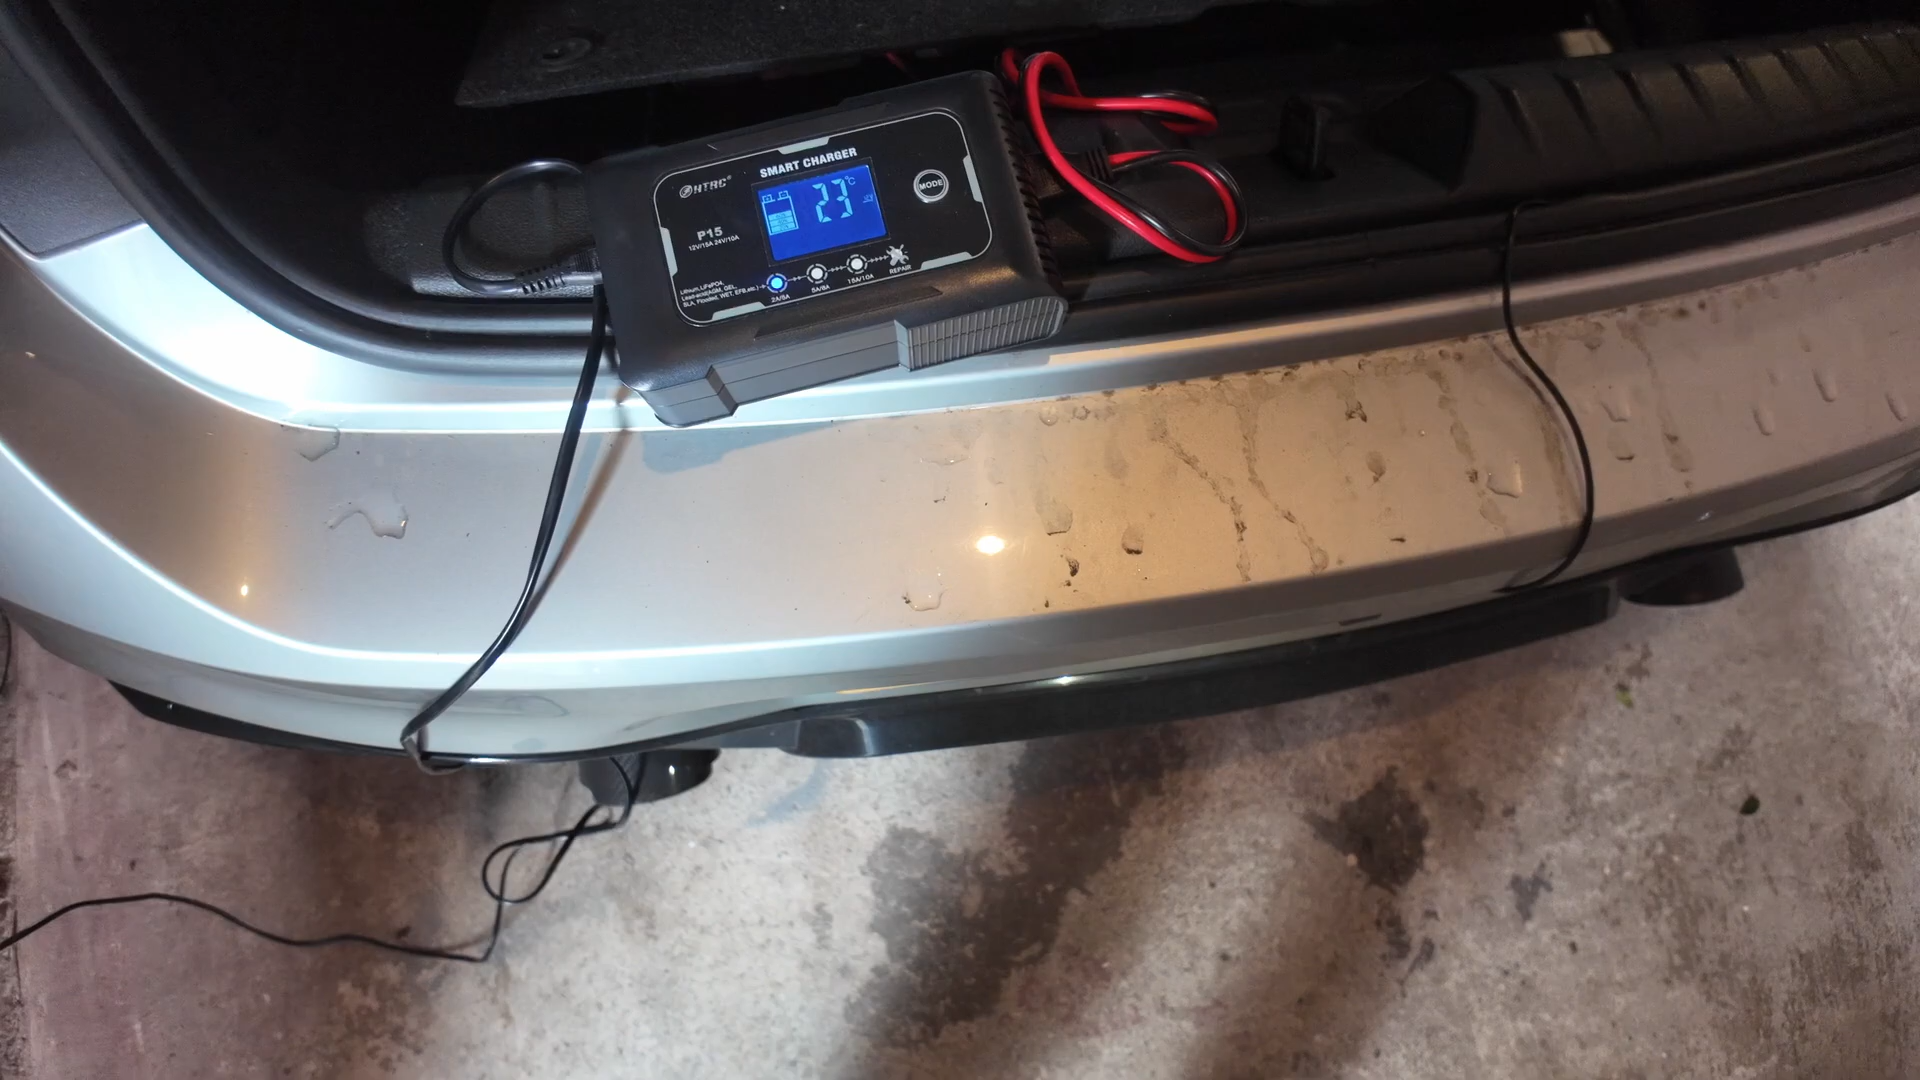 SMART CHARGER
HTRC®
23 °C
MODE
P15
12V/15A 24V/10A
Lithium, LiFePO4,
Lead-acid(AGM, GEL,
SLA, Flooded, WET, EFB,etc.)
2A/5A
5A/8A
15A/10A
REPAIR